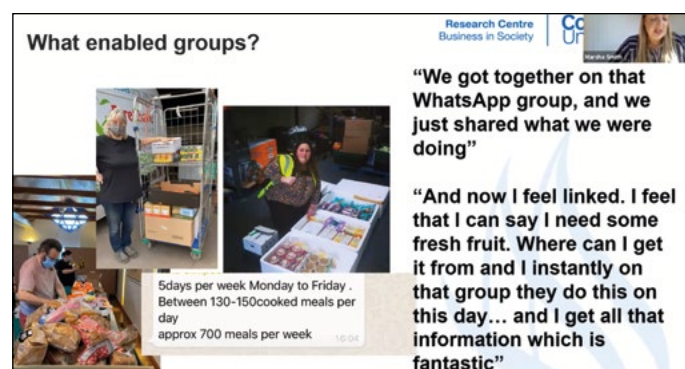 What enabled groups?
Research Centre
Business in Society
Co
Un
Marsha Smith
“We got together on that
WhatsApp group, and we
just shared what we were
doing”
“And now I feel linked. I feel
that I can say I need some
fresh fruit. Where can I get
it from and I instantly on
that group they do this on
this day… and I get all that
information which is
fantastic”
5days per week Monday to Friday .
Between 130-150cooked meals per
day
approx 700 meals per week
16:04